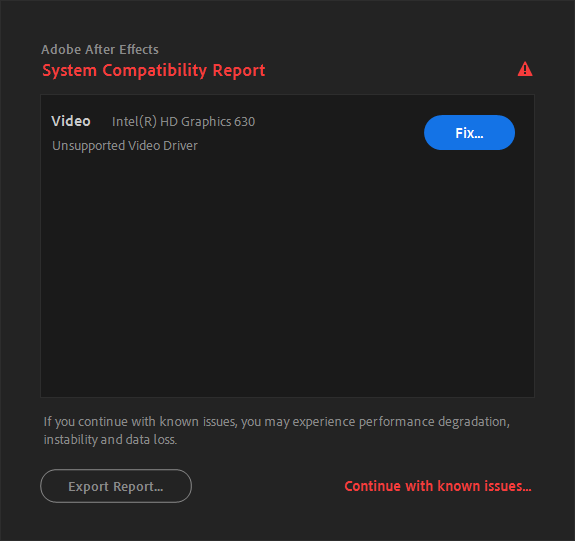 Adobe After Effects
System Compatibility Report
Video Intel(R) HD Graphics 630
Unsupported Video Driver
Fix...
If you continue with known issues, you may experience performance degradation,
instability and data loss.
Export Report...
Continue with known issues...